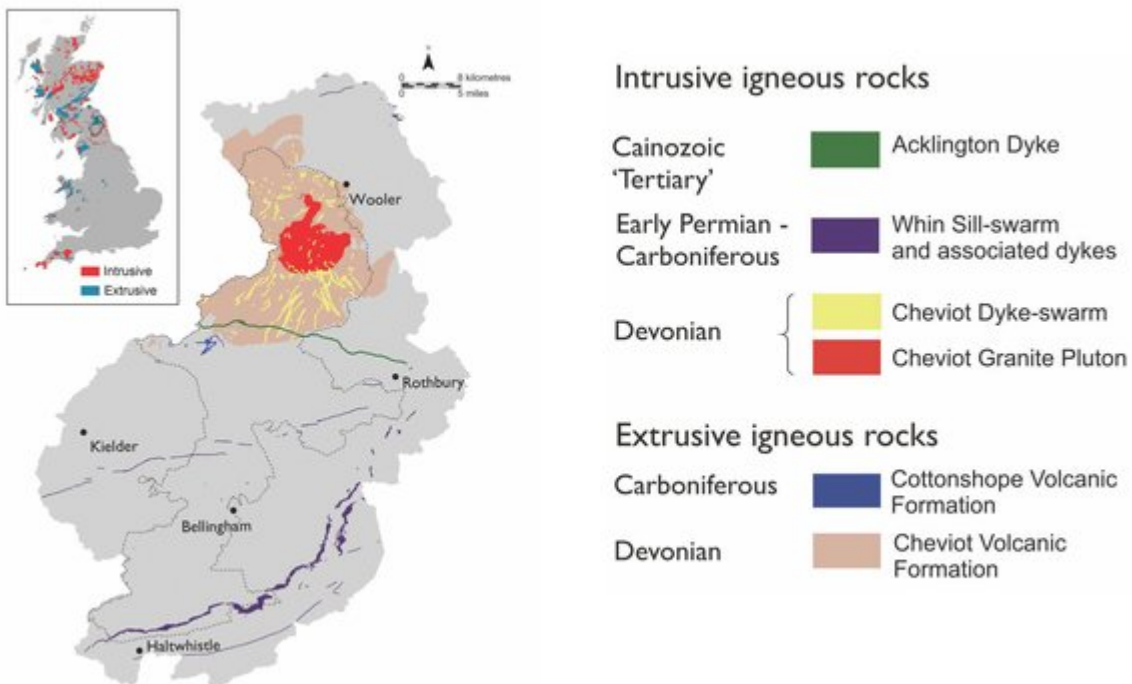 Intrusive
Extrusive
N
0 8 kilometres
0 5 miles
Wooler
Rothbury
Kielder
Bellingham
Haltwhistle
Intrusive igneous rocks
Cainozoic
'Tertiary'
Acklington Dyke
Early Permian -
Carboniferous
Whin Sill-swarm
and associated dykes
Devonian
Cheviot Dyke-swarm
Cheviot Granite Pluton
Extrusive igneous rocks
Carboniferous
Cottonshope Volcanic
Formation
Devonian
Cheviot Volcanic
Formation